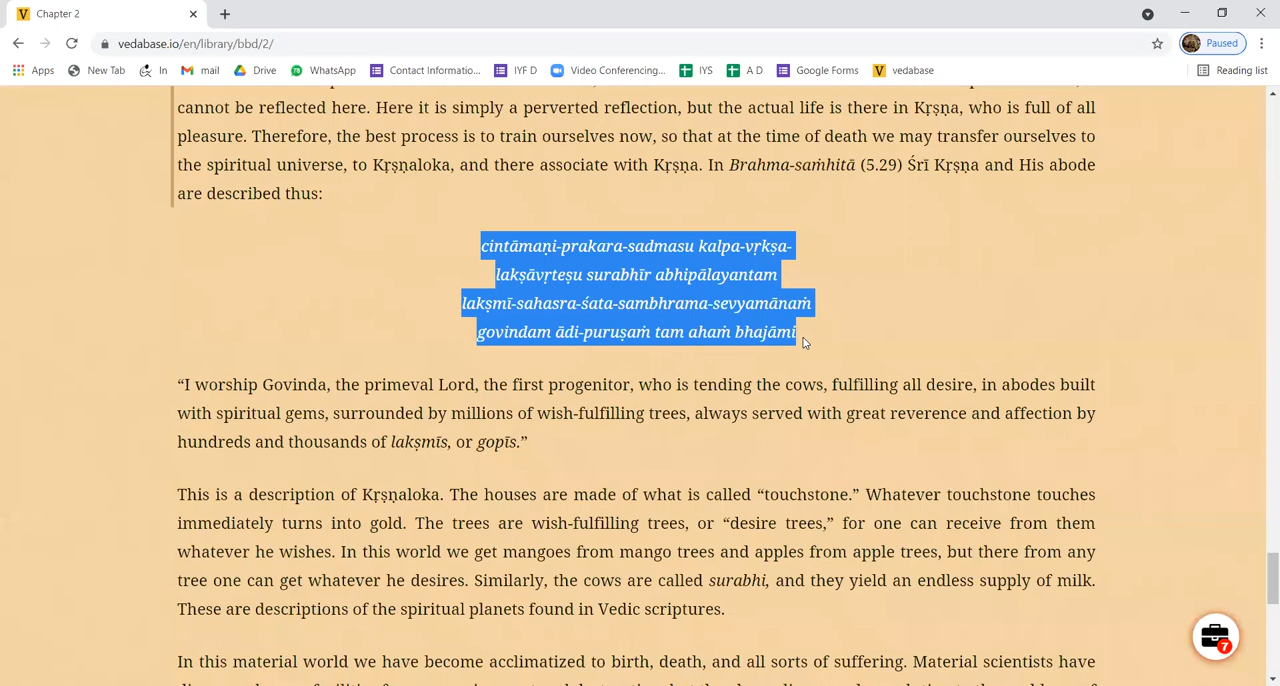 Chapter 2
vedabase.io/en/library/bbd/2/
Paused
Apps New Tab In mail Drive WhatsApp Contact Informatio... IYF D Video Conferencing... IYS A D Google Forms vedabase Reading list
cannot be reflected here. Here it is simply a perverted reflection, but the actual life is there in Kṛṣṇa, who is full of all
pleasure. Therefore, the best process is to train ourselves now, so that at the time of death we may transfer ourselves to
the spiritual universe, to Kṛṣṇaloka, and there associate with Kṛṣṇa. In Brahma-saṁhitā (5.29) Śrī Kṛṣṇa and His abode
are described thus:
cintāmaṇi-prakara-sadmasu kalpa-vṛkṣa-
lakṣāvṛteṣu surabhīr abhipālayantam
lakṣmī-sahasra-śata-sambhrama-sevyamānaṁ
govindam ādi-puruṣaṁ tam ahaṁ bhajāmi
“I worship Govinda, the primeval Lord, the first progenitor, who is tending the cows, fulfilling all desire, in abodes built
with spiritual gems, surrounded by millions of wish-fulfilling trees, always served with great reverence and affection by
hundreds and thousands of lakṣmīs, or gopīs.”
This is a description of Kṛṣṇaloka. The houses are made of what is called “touchstone.” Whatever touchstone touches
immediately turns into gold. The trees are wish-fulfilling trees, or “desire trees,” for one can receive from them
whatever he wishes. In this world we get mangoes from mango trees and apples from apple trees, but there from any
tree one can get whatever he desires. Similarly, the cows are called surabhi, and they yield an endless supply of milk.
These are descriptions of the spiritual planets found in Vedic scriptures.
7
In this material world we have become acclimatized to birth, death, and all sorts of suffering. Material scientists have